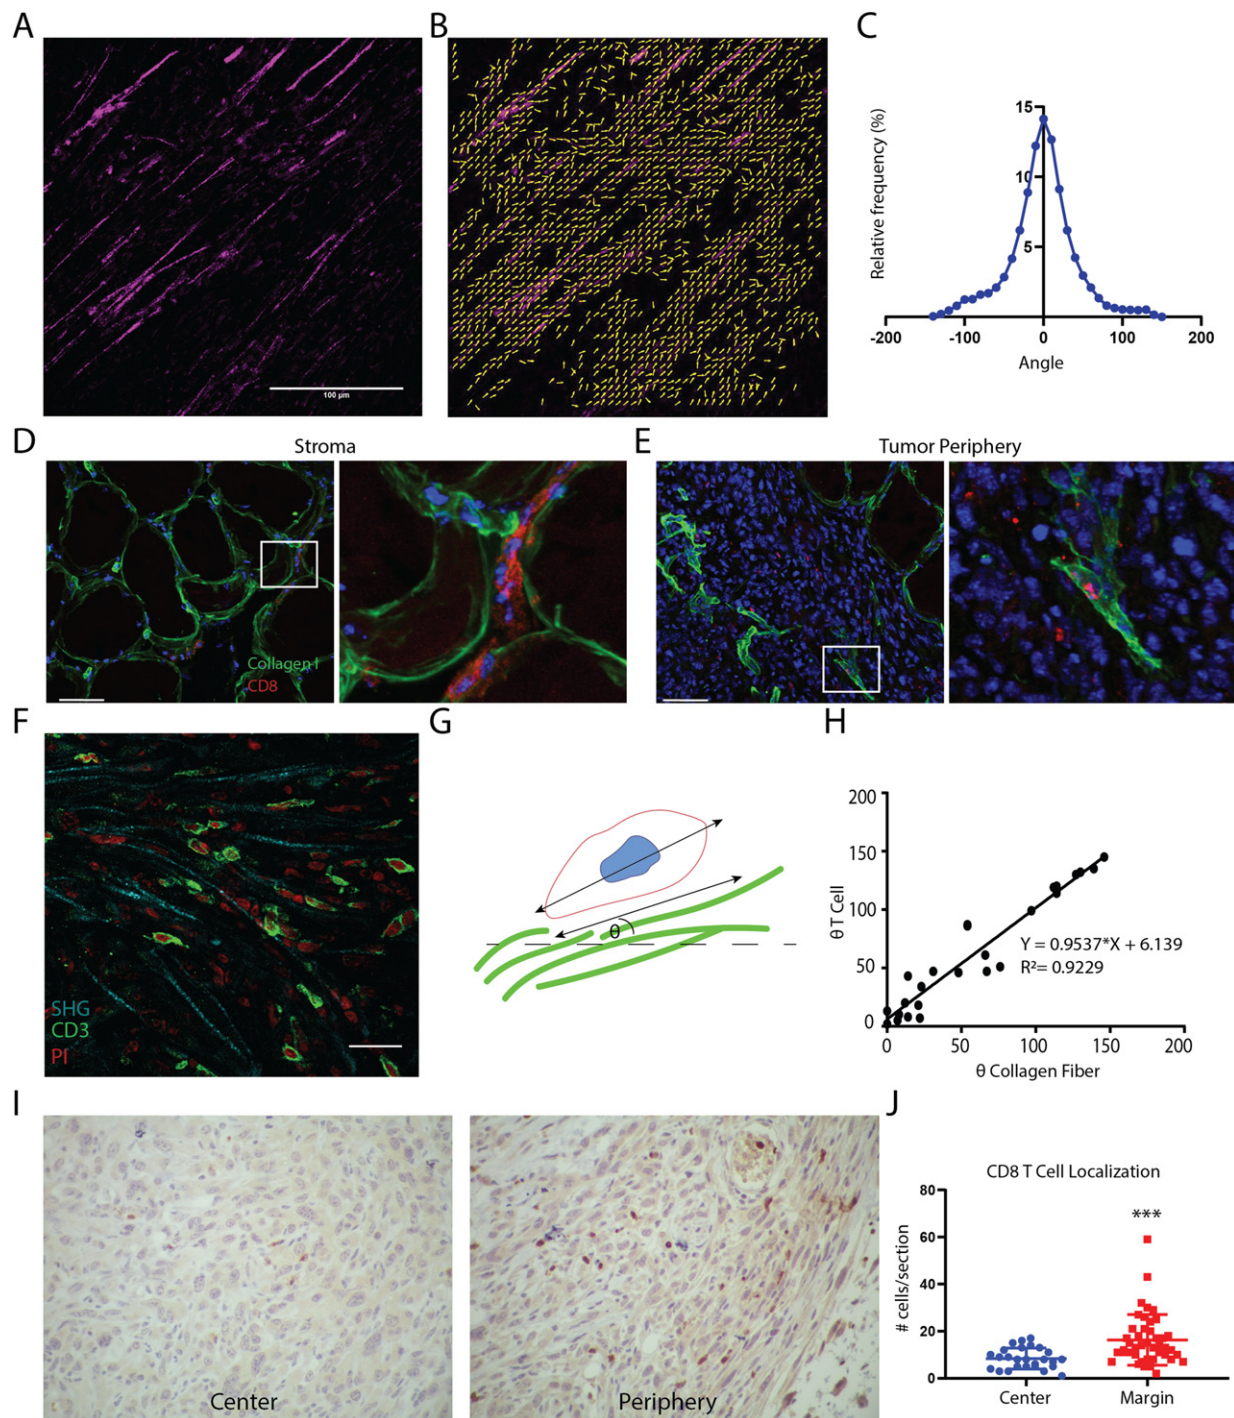 A
B
C
100 µm
Relative frequency (%)
15
10
5
-200
-100
0
100
200
Angle
D
Stroma
E
Tumor Periphery
Collagen I
CD8
F
SHG
CD3
PI
G
θ
H
θ T Cell
200
150
100
50
0
Y = 0.9537*X + 6.139
R²= 0.9229
0
50
100
150
200
θ Collagen Fiber
I
Center
Periphery
J
CD8 T Cell Localization
# cells/section
80
60
40
20
0
***
Center
Margin